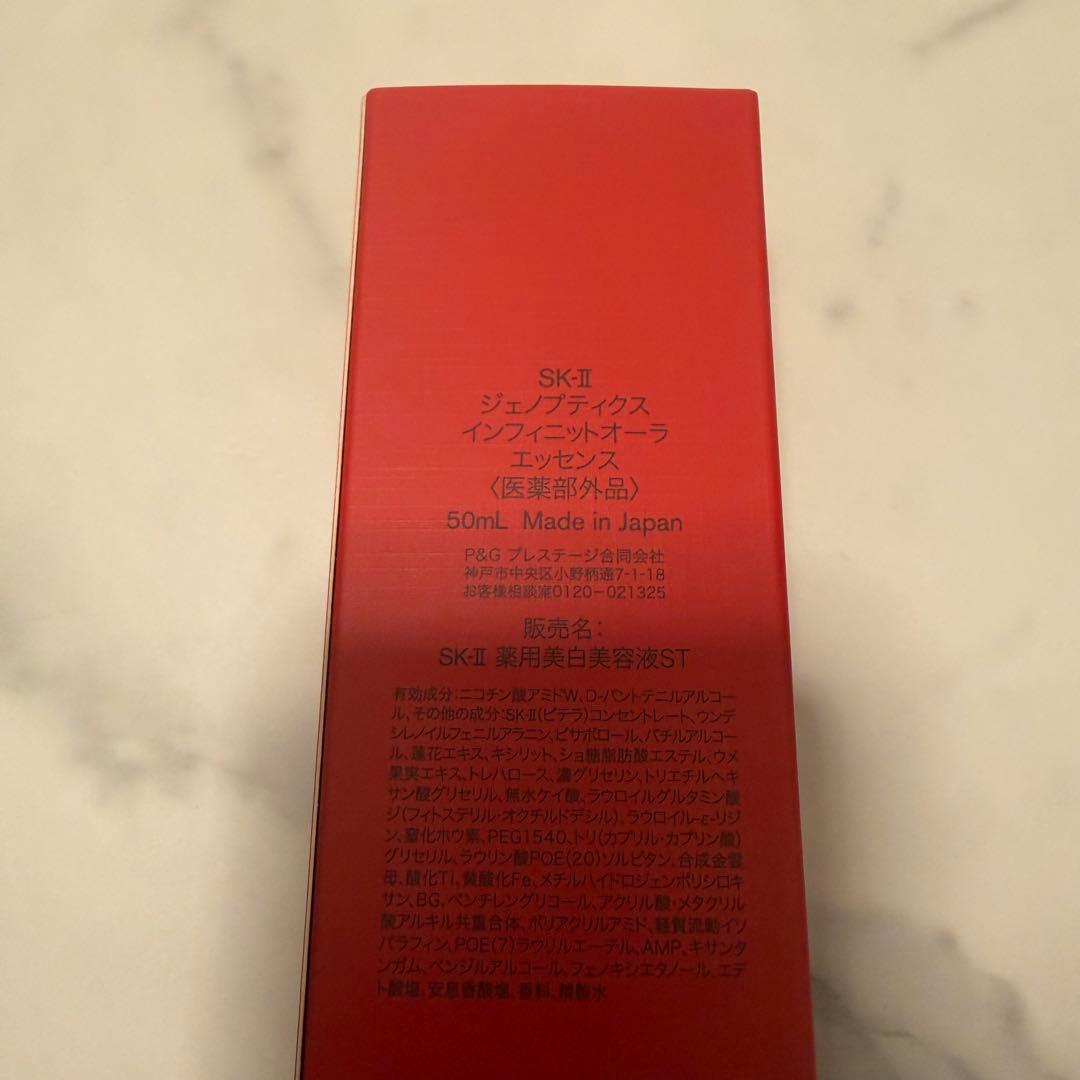 SK-II
ジェノプティクス
インフィニットオーラ
エッセンス
〈医薬部外品〉
50mL Made in Japan
P&G プレステージ合同会社
神戸市中央区小野柄通7-1-18
お客様相談室0120-021325
販売名:
SK-II 薬用美白美容液ST
有効成分:ニコチン酸アミドW、D-パントテニルアルコー
ル、その他の成分:SK-II(ピテラ)コンセントレート、ウンデ
シレノイルフェニルアラニン、ビサボロール、バチルアルコー
ル、蓮花エキス、キシリット、ショ糖脂肪酸エステル、ウメ
果実エキス、トレハロース、濃グリセリン、トリエチルヘキ
サン酸グリセリル、無水ケイ酸、ラウロイルグルタミン酸
ジ(フィトステリル・オクチルドデシル)、ラウロイル-ε-リジ
ン、窒化ホウ素、PEG1540、トリ(カプリル・カプリン酸)
グリセリル、ラウリン酸POE(20)ソルビタン、合成金雲
母、酸化Ti、黄酸化Fe、メチルハイドロジェンポリシロキ
サン、BG、ペンチレングリコール、アクリル酸・メタクリル
酸アルキル共重合体、ポリアクリルアミド、軽質流動イソ
パラフィン、POE(7)ラウリルエーテル、AMP、キサンタ
ンガム、ベンジルアルコール、フェノキシエタノール、エデ
ト酸塩、安息香酸塩、香料、精製水